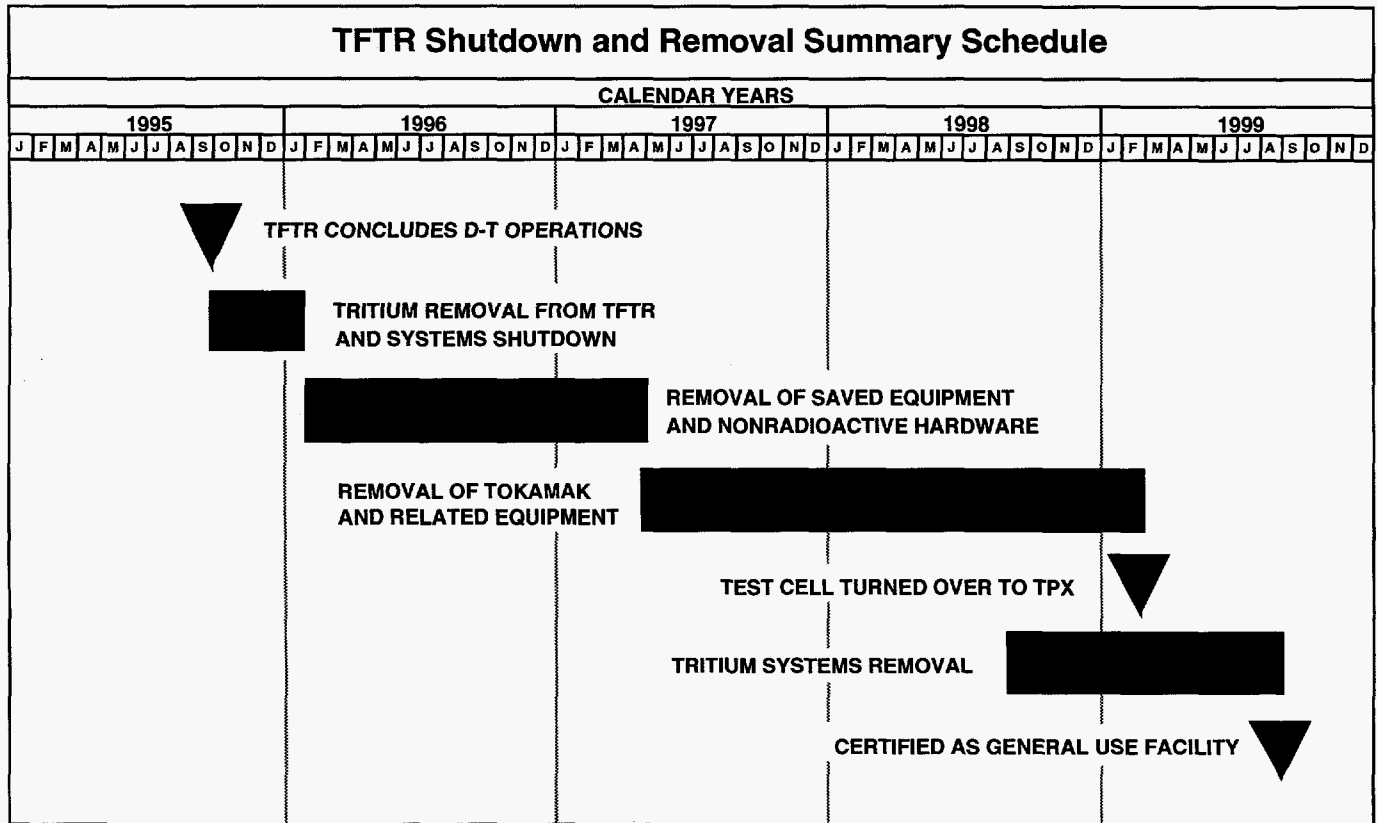 TFTR Shutdown and Removal Summary Schedule
CALENDAR YEARS
1995 1996 1997 1998 1999
J F M A M J J A S O N D J F M A M J J A S O N D J F M A M J J A S O N D J F M A M J J A S O N D J F M A M J J A S O N D
TFTR CONCLUDES D-T OPERATIONS
TRITIUM REMOVAL FROM TFTR
AND SYSTEMS SHUTDOWN
REMOVAL OF SAVED EQUIPMENT
AND NONRADIOACTIVE HARDWARE
REMOVAL OF TOKAMAK
AND RELATED EQUIPMENT
TEST CELL TURNED OVER TO TPX
TRITIUM SYSTEMS REMOVAL
CERTIFIED AS GENERAL USE FACILITY